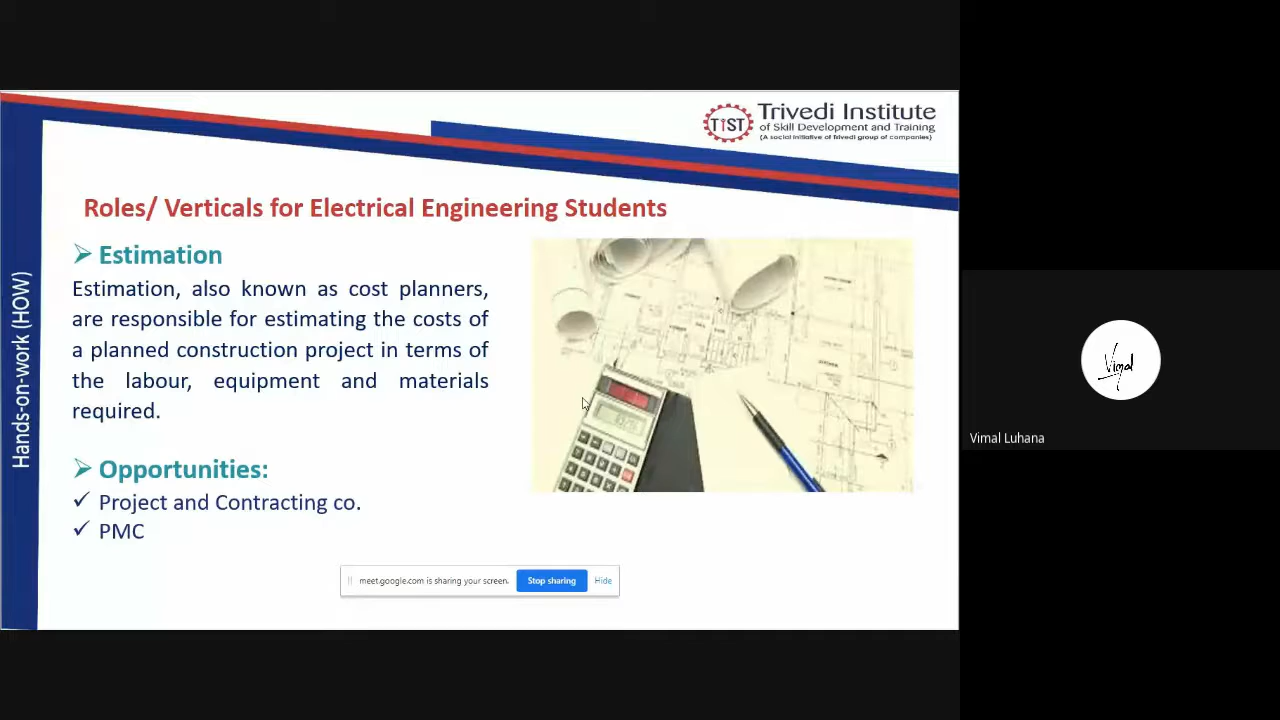 Trivedi Institute
of Skill Development and Training
(A social initiative of Trivedi group of companies)
TIST
Roles/ Verticals for Electrical Engineering Students
Estimation
Estimation, also known as cost planners,
are responsible for estimating the costs of
a planned construction project in terms of
the labour, equipment and materials
required.
Opportunities:
Project and Contracting co.
PMC
Hands-on-work (HOW)
meet.google.com is sharing your screen.
Stop sharing
Hide
Vimal
Vimal Luhana